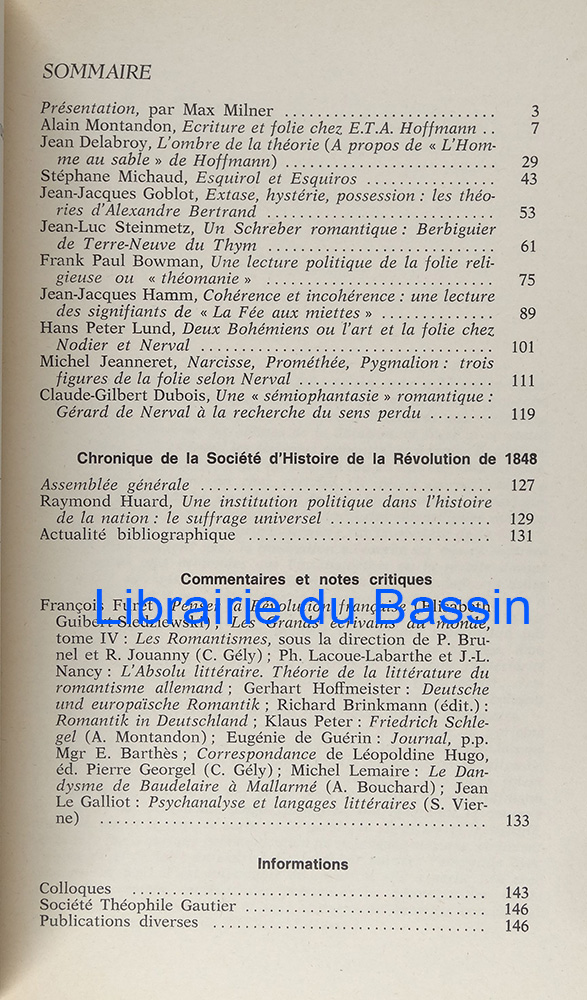 SOMMAIRE
Présentation, par Max Milner .......................... 3
Alain Montandon, Ecriture et folie chez E.T.A. Hoffmann .. 7
Jean Delabroy, L'ombre de la théorie (A propos de « L'Hom-
me au sable » de Hoffmann) .......................... 29
Stéphane Michaud, Esquirol et Esquiros ................ 43
Jean-Jacques Goblot, Extase, hystérie, possession : les théo-
ries d'Alexandre Bertrand ............................ 53
Jean-Luc Steinmetz, Un Schreber romantique : Berbiguier
de Terre-Neuve du Thym ............................ 61
Frank Paul Bowman, Une lecture politique de la folie reli-
gieuse ou « théomanie » ............................ 75
Jean-Jacques Hamm, Cohérence et incohérence : une lecture
des signifiants de « La Fée aux miettes » .............. 89
Hans Peter Lund, Deux Bohémiens ou l'art et la folie chez
Nodier et Nerval .................................... 101
Michel Jeanneret, Narcisse, Prométhée, Pygmalion : trois
figures de la folie selon Nerval ........................ 111
Claude-Gilbert Dubois, Une « sémiophantasie » romantique :
Gérard de Nerval à la recherche du sens perdu ........ 119
Chronique de la Société d'Histoire de la Révolution de 1848
Assemblée générale .................................... 127
Raymond Huard, Une institution politique dans l'histoire
de la nation : le suffrage universel .................... 129
Actualité bibliographique .............................. 131
Commentaires et notes critiques
François Furet : Penser la Révolution française (Elisabeth
Librairie du Bassin
Guibert-Sledziewski) ; Les Grands écrivains du monde,
tome IV : Les Romantismes, sous la direction de P. Bru-
nel et R. Jouanny (C. Gély) ; Ph. Lacoue-Labarthe et J.-L.
Nancy : L'Absolu littéraire. Théorie de la littérature du
romantisme allemand ; Gerhart Hoffmeister : Deutsche
und europaïsche Romantik ; Richard Brinkmann (édit.) :
Romantik in Deutschland ; Klaus Peter : Friedrich Schle-
gel (A. Montandon) ; Eugénie de Guérin : Journal, p.p.
Mgr E. Barthès ; Correspondance de Léopoldine Hugo,
éd. Pierre Georgel (C. Gély) ; Michel Lemaire : Le Dan-
dysme de Baudelaire à Mallarmé (A. Bouchard) ; Jean
Le Galliot : Psychanalyse et langages littéraires (S. Vier-
ne) ................................................ 133
Informations
Colloques ............................................ 143
Société Théophile Gautier .............................. 146
Publications diverses .................................. 146